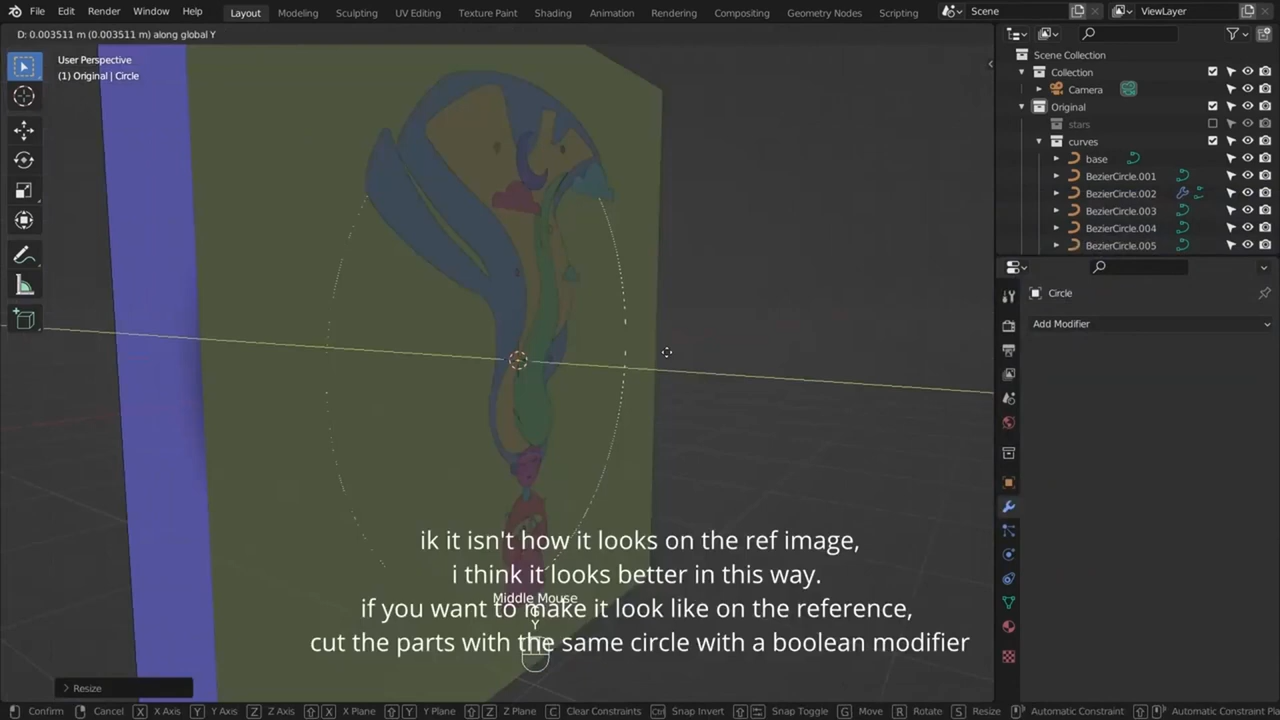 File Edit Render Window Help Layout Modeling Sculpting UV Editing Texture Paint Shading Animation Rendering Compositing Geometry Nodes Scripting Scene ViewLayer
D: 0.003511 m (0.003511 m) along global Y
User Perspective
(1) Original | Circle
Scene Collection
Collection
Camera
Original
stars
curves
base
BezierCircle.001
BezierCircle.002
BezierCircle.003
BezierCircle.004
BezierCircle.005
Circle
Add Modifier
ik it isn't how it looks on the ref image,
i think it looks better in this way.
Middle Mouse
if you want to make it look like on the reference,
Y
cut the parts with the same circle with a boolean modifier
Resize
Confirm Cancel X X Axis Y Y Axis Z Z Axis X X Plane Y Y Plane Z Z Plane C Clear Constraints Ctrl Snap Invert Snap Toggle G Move R Rotate S Resize Automatic Constraint Automatic Constraint Pla